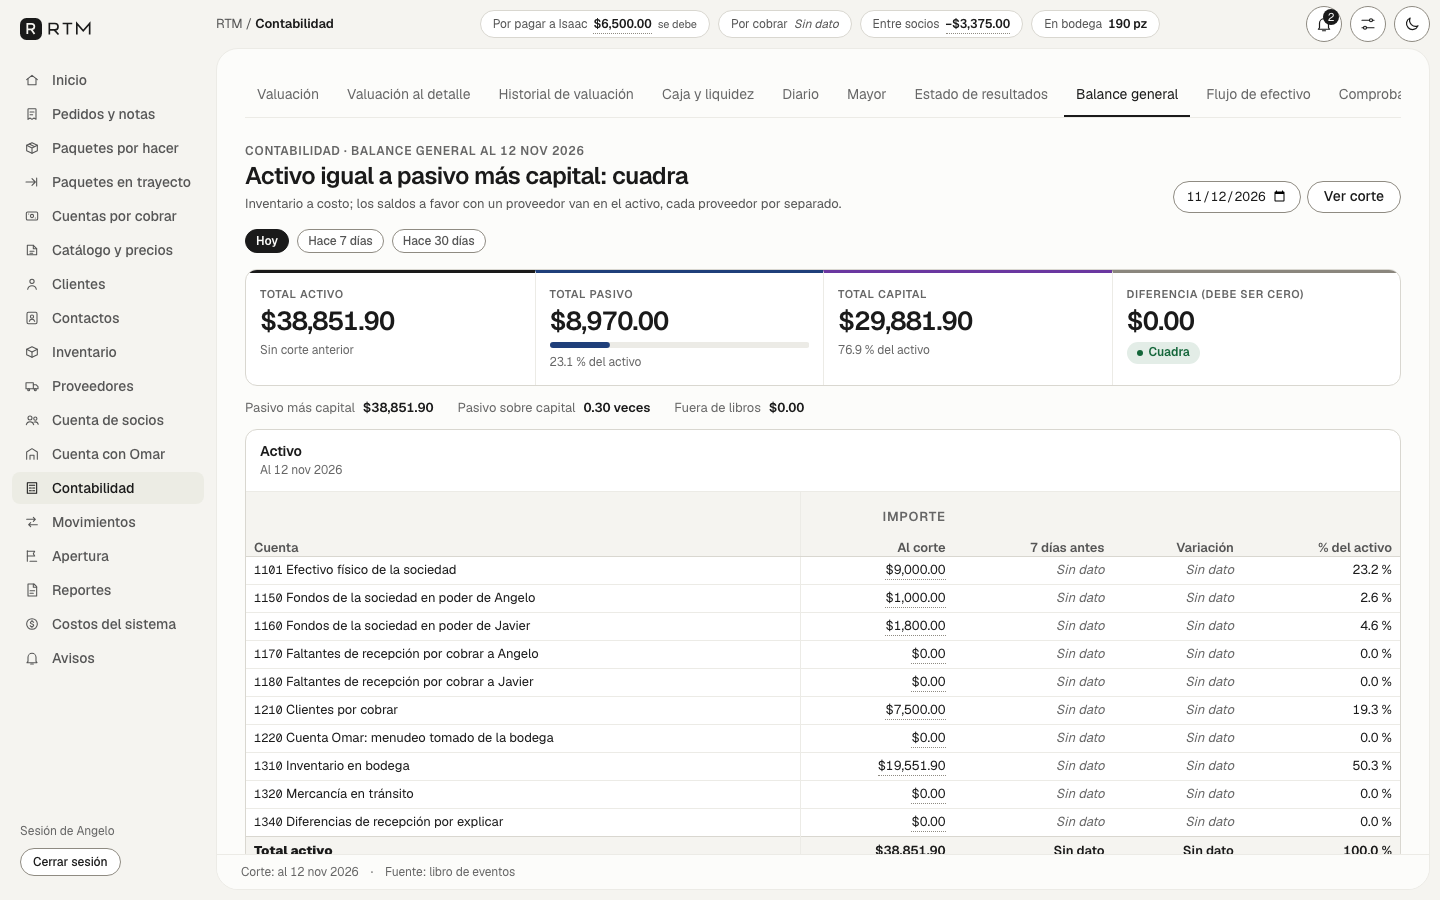 R RTM
RTM / Contabilidad
Por pagar a Isaac $6,500.00 se debe
Por cobrar Sin dato
Entre socios −$3,375.00
En bodega 190 pz
2
Inicio
Pedidos y notas
Paquetes por hacer
Paquetes en trayecto
Cuentas por cobrar
Catálogo y precios
Clientes
Contactos
Inventario
Proveedores
Cuenta de socios
Cuenta con Omar
Contabilidad
Movimientos
Apertura
Reportes
Costos del sistema
Avisos
Sesión de Angelo
Cerrar sesión
Valuación Valuación al detalle Historial de valuación Caja y liquidez Diario Mayor Estado de resultados Balance general Flujo de efectivo Comproba
CONTABILIDAD · BALANCE GENERAL AL 12 NOV 2026
Activo igual a pasivo más capital: cuadra
Inventario a costo; los saldos a favor con un proveedor van en el activo, cada proveedor por separado.
11/12/2026 Ver corte
Hoy Hace 7 días Hace 30 días
TOTAL ACTIVO
$38,851.90
Sin corte anterior
TOTAL PASIVO
$8,970.00
23.1 % del activo
TOTAL CAPITAL
$29,881.90
76.9 % del activo
DIFERENCIA (DEBE SER CERO)
$0.00
Cuadra
Pasivo más capital $38,851.90 Pasivo sobre capital 0.30 veces Fuera de libros $0.00
Activo
Al 12 nov 2026
IMPORTE
Cuenta Al corte 7 días antes Variación % del activo
1101 Efectivo físico de la sociedad $9,000.00 Sin dato Sin dato 23.2 %
1150 Fondos de la sociedad en poder de Angelo $1,000.00 Sin dato Sin dato 2.6 %
1160 Fondos de la sociedad en poder de Javier $1,800.00 Sin dato Sin dato 4.6 %
1170 Faltantes de recepción por cobrar a Angelo $0.00 Sin dato Sin dato 0.0 %
1180 Faltantes de recepción por cobrar a Javier $0.00 Sin dato Sin dato 0.0 %
1210 Clientes por cobrar $7,500.00 Sin dato Sin dato 19.3 %
1220 Cuenta Omar: menudeo tomado de la bodega $0.00 Sin dato Sin dato 0.0 %
1310 Inventario en bodega $19,551.90 Sin dato Sin dato 50.3 %
1320 Mercancía en tránsito $0.00 Sin dato Sin dato 0.0 %
1340 Diferencias de recepción por explicar $0.00 Sin dato Sin dato 0.0 %
Total activo $38,851.90 Sin dato Sin dato 100.0 %
Corte: al 12 nov 2026 · Fuente: libro de eventos